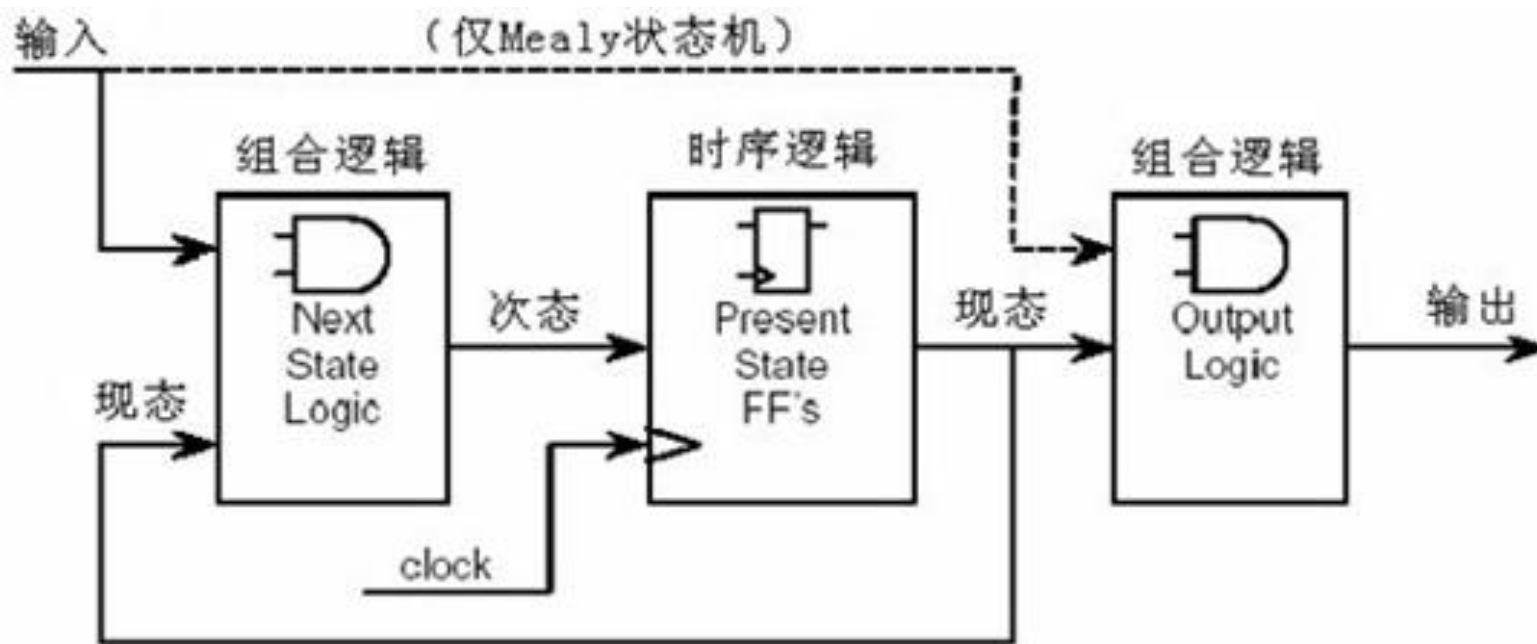 输入
（仅Mealy状态机）
组合逻辑
时序逻辑
组合逻辑
Next
State
Logic
次态
Present
State
FF's
现态
Output
Logic
输出
现态
clock